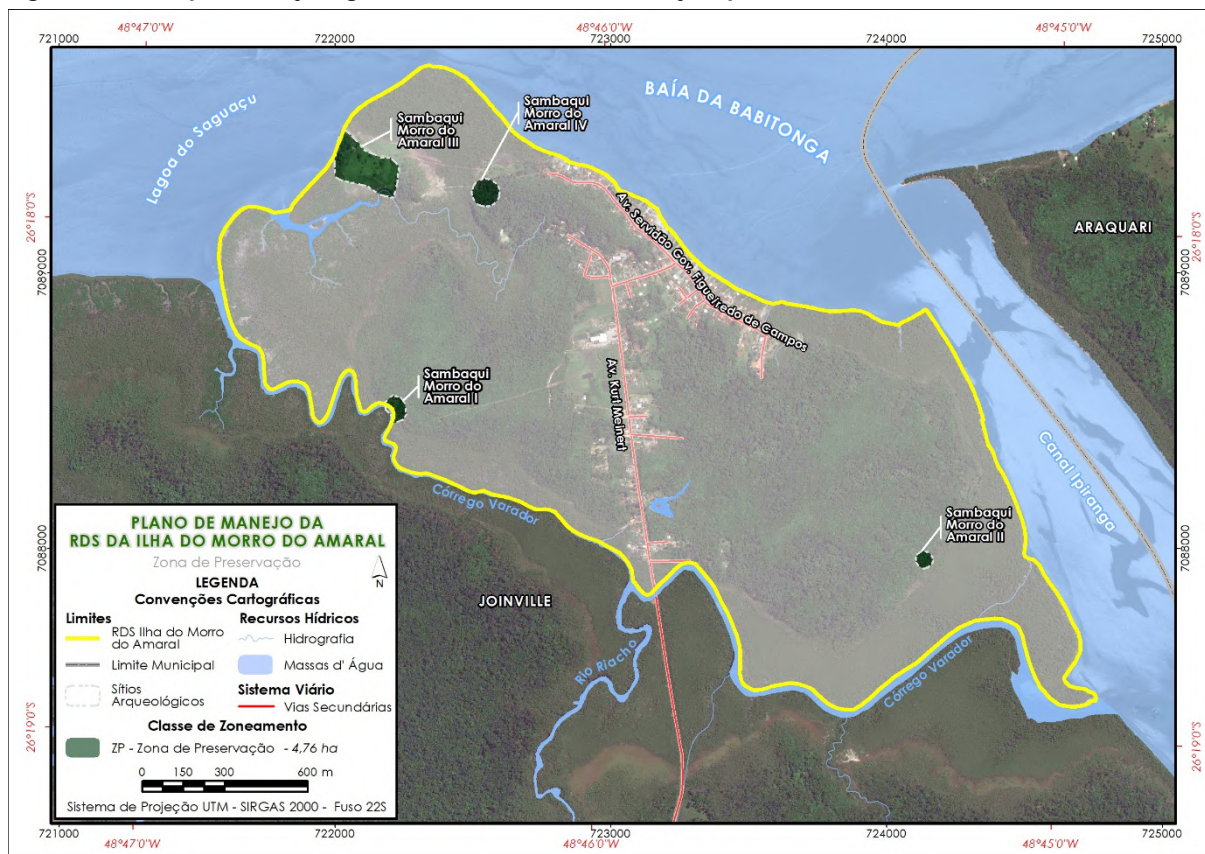 48°47'0"W
48°46'0"W
48°45'0"W
721000
722000
723000
724000
725000
Lagoa do Saguaçu
Sambaqui
Morro do
Amaral III
Sambaqui
Morro do
Amaral IV
BAÍA DA BABITONGA
ARAQUARI
26°18'0"S
26°18'0"S
7089000
7089000
Av. Servidão Gov. Figueiredo de Campos
Av. Kurt Meinert
Sambaqui
Morro do
Amaral I
Canal Ipiranga
Córrego Varador
Sambaqui
Morro do
Amaral II
7088000
7088000
JOINVILLE
Rio Riacho
Córrego Varador
PLANO DE MANEJO DA
RDS DA ILHA DO MORRO DO AMARAL
Zona de Preservação
N
LEGENDA
Convenções Cartográficas
Limites
RDS Ilha do Morro
do Amaral
Limite Municipal
Sítios
Arqueológicos
Recursos Hídricos
Hidrografia
Massas d' Água
Sistema Viário
Vias Secundárias
Classe de Zoneamento
ZP - Zona de Preservação - 4,76 ha
0 150 300 600 m
Sistema de Projeção UTM - SIRGAS 2000 - Fuso 22S
26°19'0"S
26°19'0"S
721000
722000
723000
724000
725000
48°47'0"W
48°46'0"W
48°45'0"W